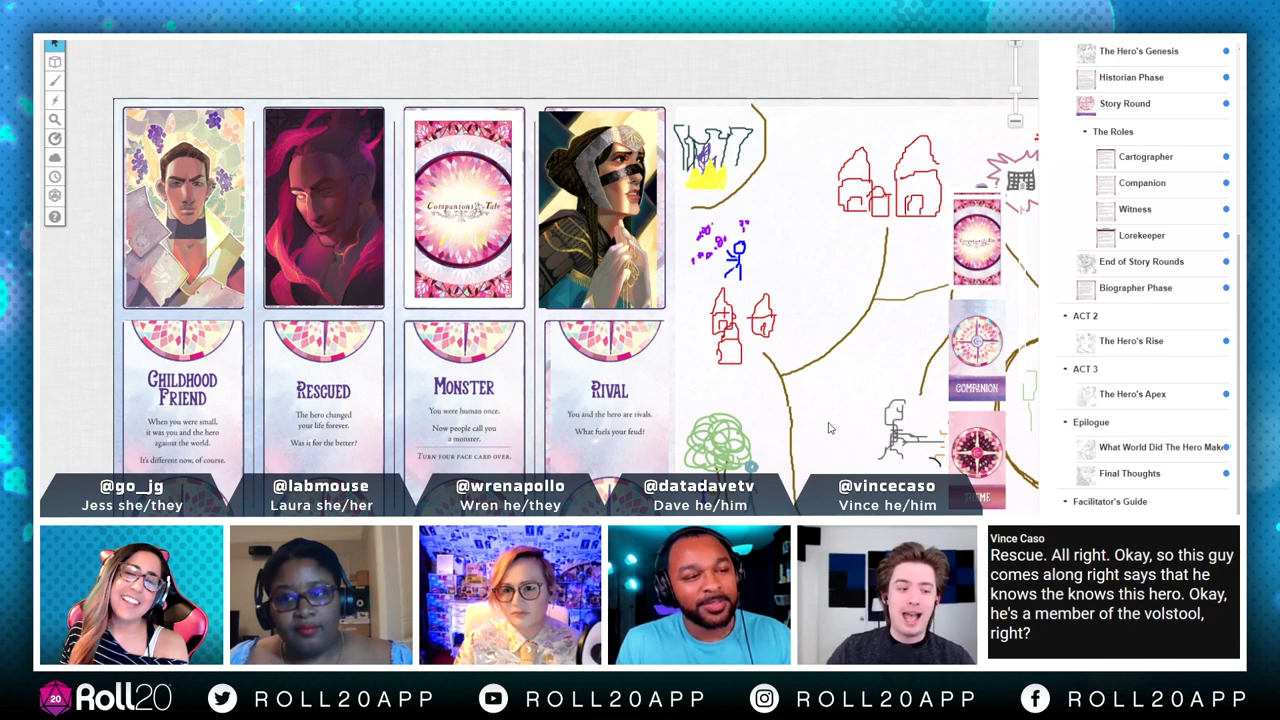 The Hero's Genesis
Historian Phase
Story Round
The Roles
Cartographer
Companion
Witness
Lorekeeper
End of Story Rounds
Biographer Phase
ACT 2
The Hero's Rise
ACT 3
The Hero's Apex
Epilogue
What World Did The Hero Make
Final Thoughts
Facilitator's Guide
Companions' Tale
CHILDHOOD
FRIEND
When you were small,
it was you and the hero
against the world.
It's different now, of course.
RESCUED
The hero changed
your life forever.
Was it for the better?
MONSTER
You were human once.
Now people call you
a monster.
TURN YOUR FACE CARD OVER.
RIVAL
You and the hero are rivals.
What fuels your feud?
Companions' Tale
COMPANION
THEME
@go_jg
Jess she/they
@labmouse
Laura she/her
@wrenapollo
Wren he/they
@datadavetv
Dave he/him
@vincecaso
Vince he/him
Vince Caso
Rescue. All right. Okay, so this guy
comes along right says that he
knows the knows this hero. Okay,
he's a member of the volstool,
right?
20
Roll20
ROLL20APP
ROLL20APP
ROLL20APP
ROLL20APP